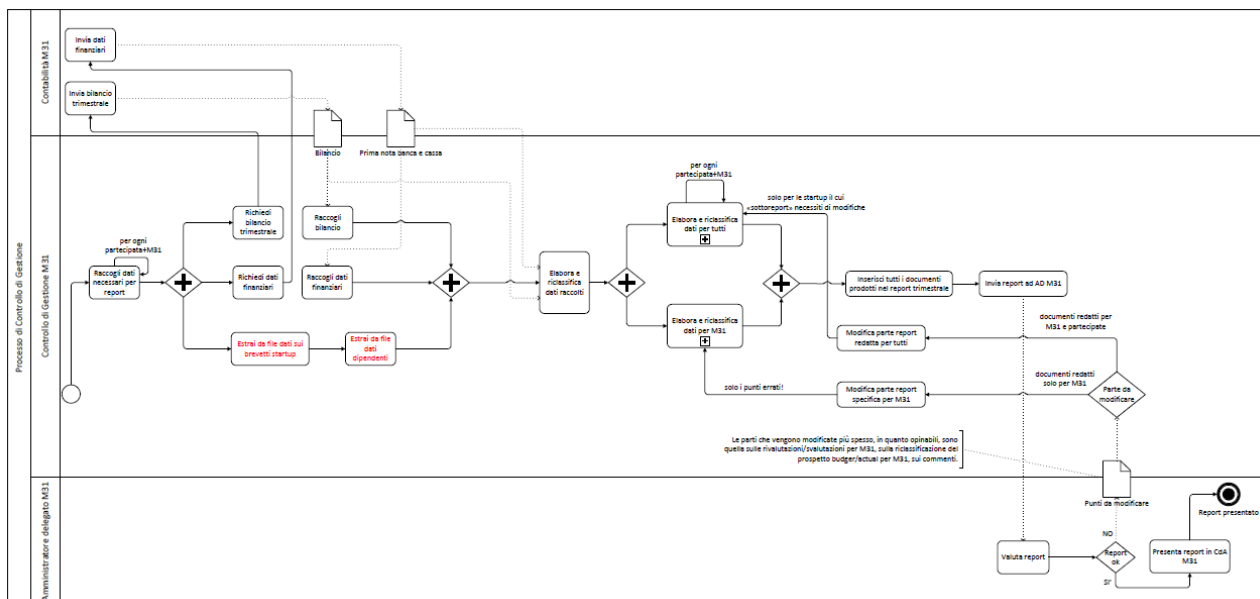 Processo di Controllo di Gestione
Contabilità M31
Invia dati
finanziari
Invia bilancio
trimestrale
Bilancio
Prima nota banca e cassa
Controllo di Gestione M31
per ogni
partecipata+M31
Raccogli dati
necessari per
report
Richiedi
bilancio
trimestrale
Richiedi dati
finanziari
Estrai da file dati sui
brevetti startup
Estrai da file
dati
dipendenti
Raccogli
bilancio
Raccogli dati
finanziari
Elabora e
riclassifica
dati raccolti
per ogni
partecipata+M31
Elabora e riclassifica
dati per tutti
Elabora e riclassifica
dati per M31
solo per le startup il cui
«sottoreport» necessiti di modifiche
Inserisci tutti i documenti
prodotti nel report trimestrale
Invia report ad AD M31
documenti redatti per
M31 e partecipate
Modifica parte report
redatta per tutti
documenti redatti
solo per M31
solo i punti errati!
Modifica parte report
specifica per M31
Parte da
modificare
Le parti che vengono modificate più spesso, in quanto opinabili, sono
quella sulle rivalutazioni/svalutazioni per M31, sulla riclassificazione del
prospetto budger/actual per M31, sui commenti.
Punti da modificare
Amministratore delegato M31
Valuta report
NO
Report
ok
SI'
Presenta report in CdA
M31
Report presentato